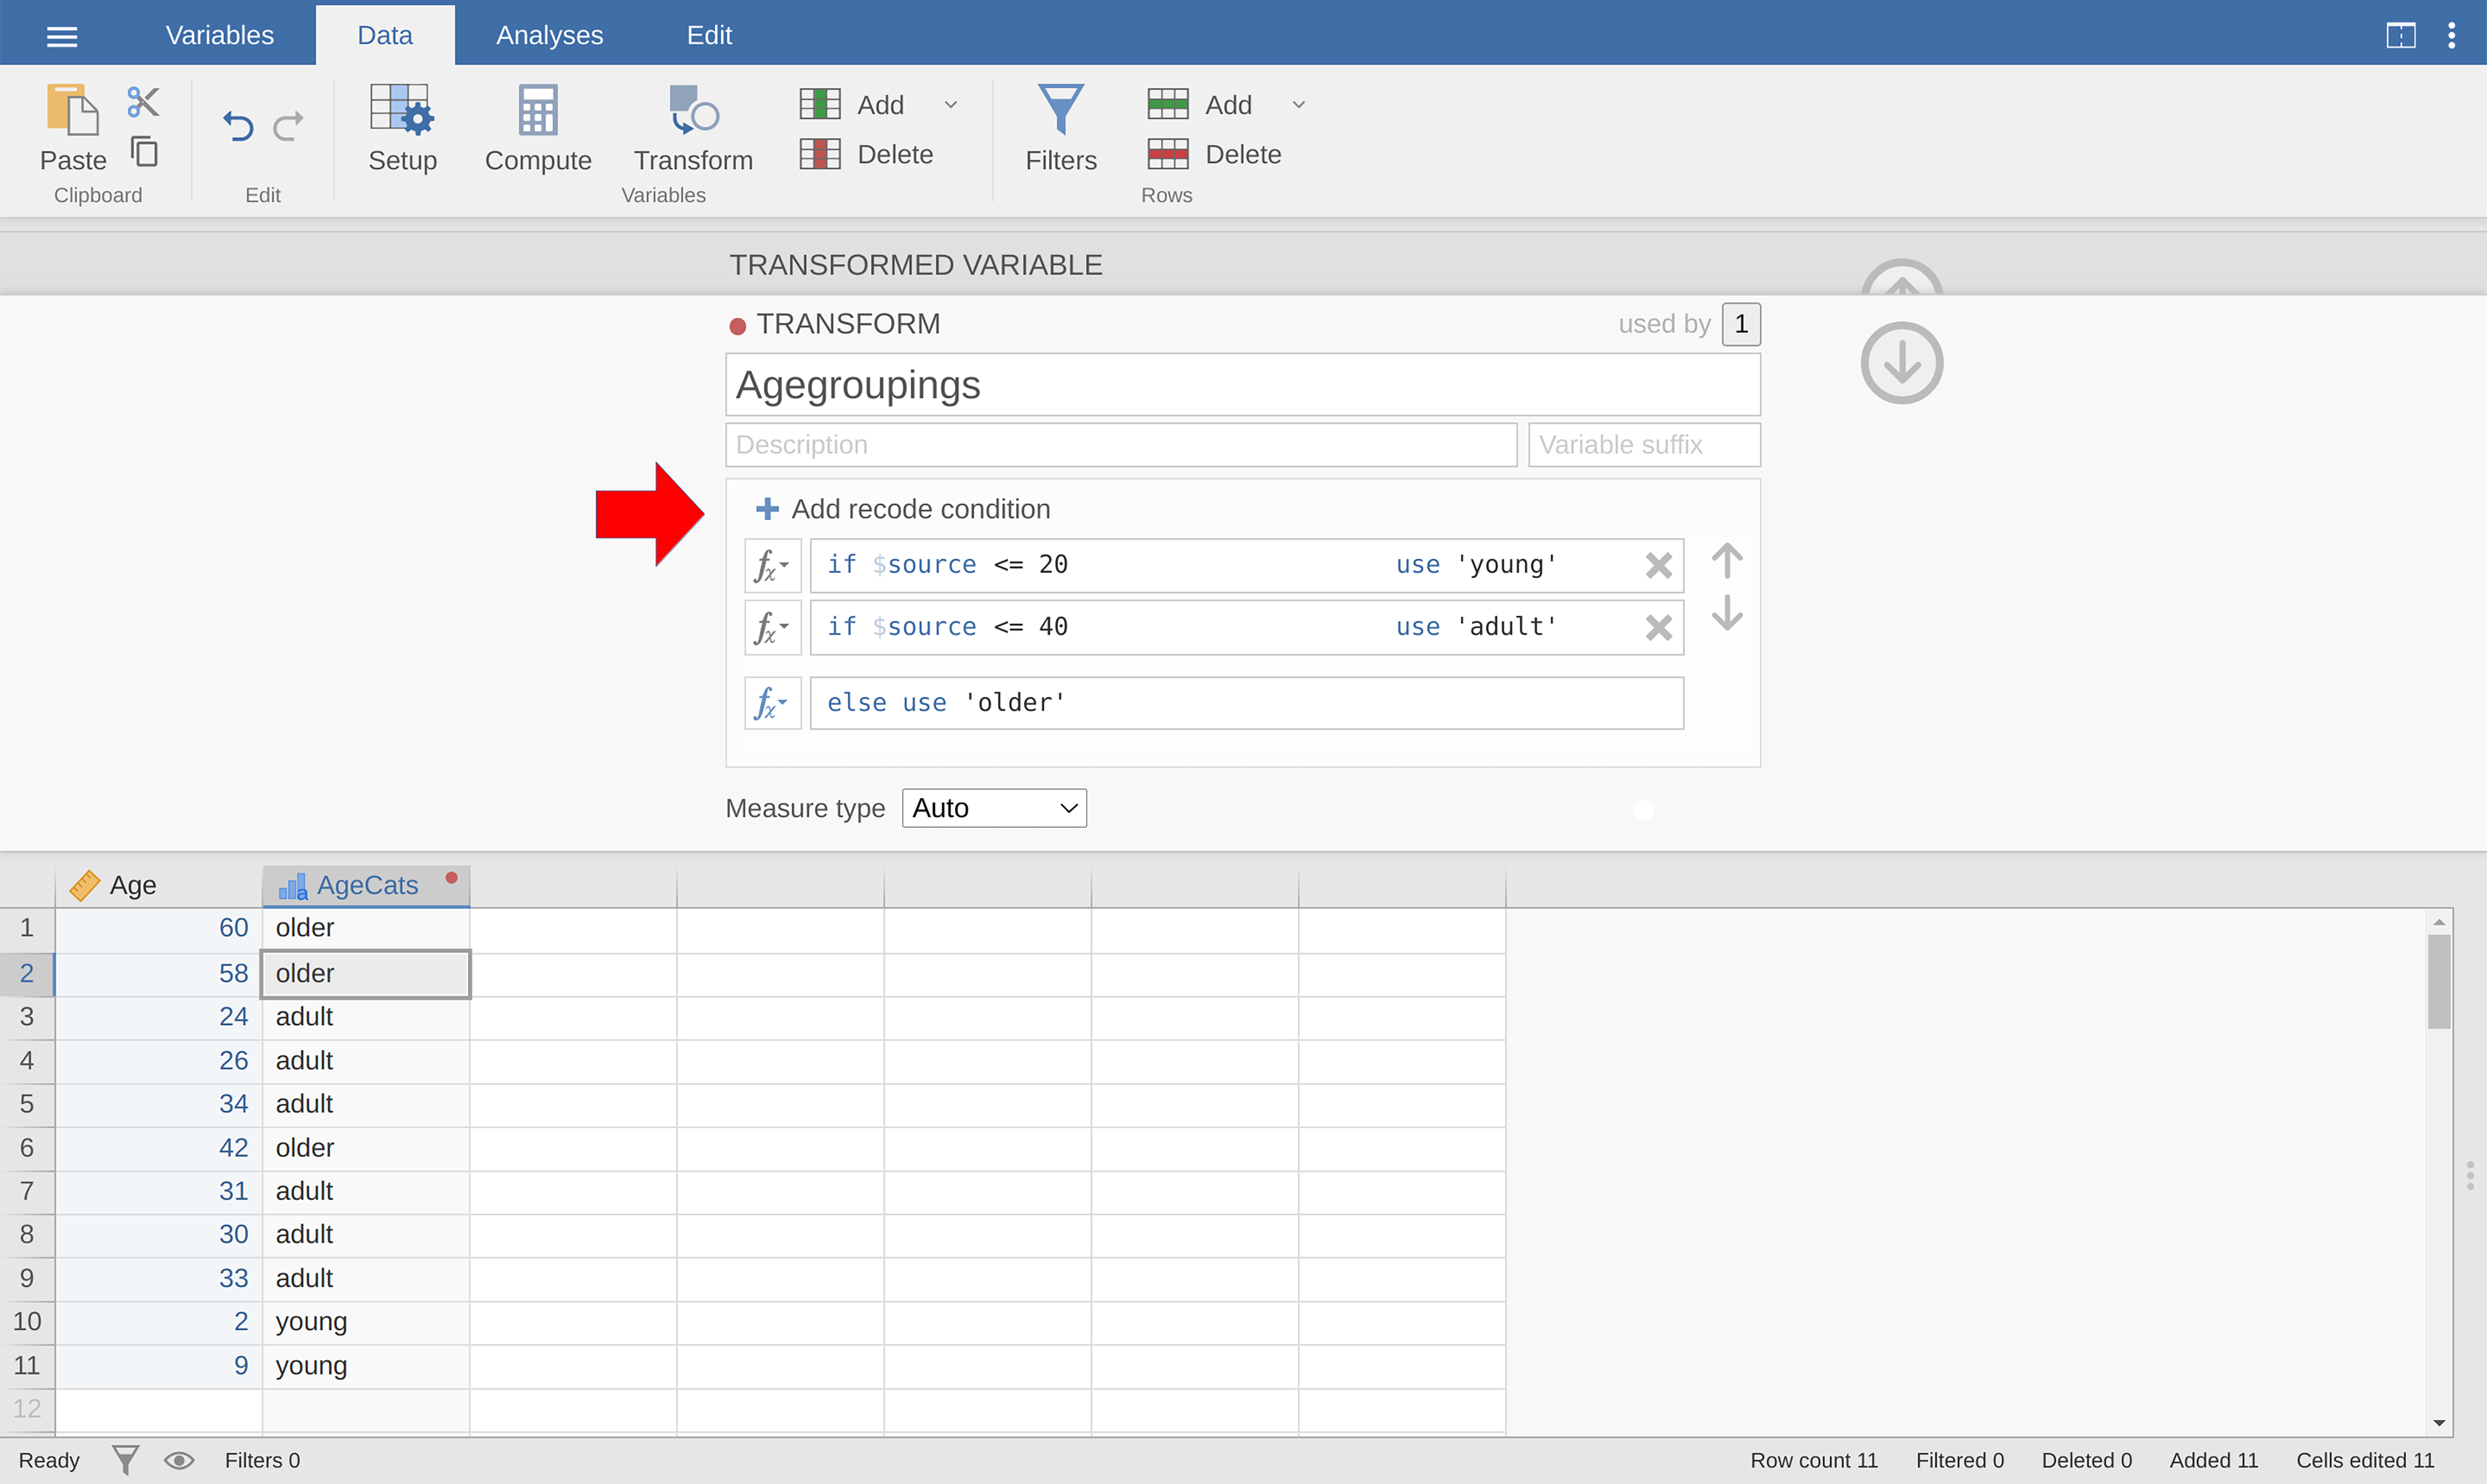 Variables Data Analyses Edit
Paste Setup Compute Transform Add Delete Filters Add Delete
Clipboard Edit Variables Rows
TRANSFORMED VARIABLE
TRANSFORM used by 1
Agegroupings
Description Variable suffix
Add recode condition
fx if $source <= 20 use 'young'
fx if $source <= 40 use 'adult'
fx else use 'older'
Measure type Auto
Age a AgeCats
1 60 older
2 58 older
3 24 adult
4 26 adult
5 34 adult
6 42 older
7 31 adult
8 30 adult
9 33 adult
10 2 young
11 9 young
12
Ready Filters 0 Row count 11 Filtered 0 Deleted 0 Added 11 Cells edited 11